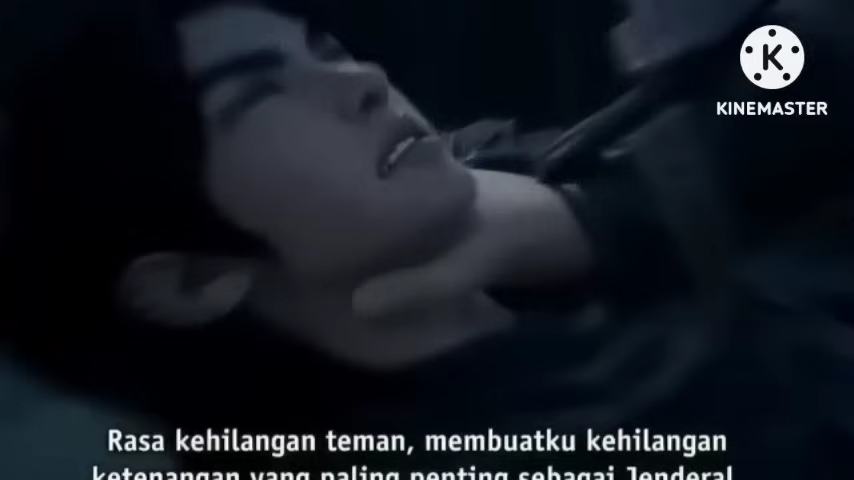 K
KINEMASTER
Rasa kehilangan teman, membuatku kehilangan
ketenangan yang paling penting sebagai Jenderal